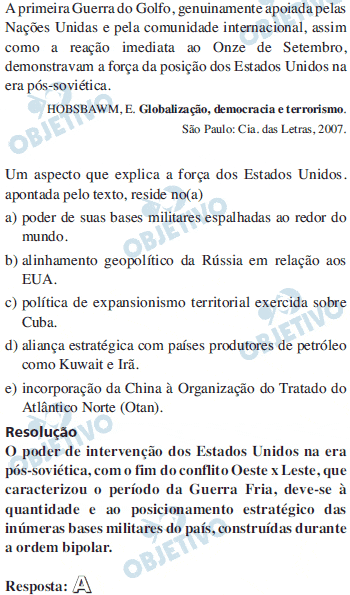 A primeira Guerra do Golfo, genuinamente apoiada pelas
Nações Unidas e pela comunidade internacional, assim
como a reação imediata ao Onze de Setembro,
demonstravam a força da posição dos Estados Unidos na
era pós-soviética.
HOBSBAWM, E. Globalização, democracia e terrorismo.
São Paulo: Cia. das Letras, 2007.
Um aspecto que explica a força dos Estados Unidos.
apontada pelo texto, reside no(a)
a) poder de suas bases militares espalhadas ao redor do
mundo.
b) alinhamento geopolítico da Rússia em relação aos
EUA.
c) política de expansionismo territorial exercida sobre
Cuba.
d) aliança estratégica com países produtores de petróleo
como Kuwait e Irã.
e) incorporação da China à Organização do Tratado do
Atlântico Norte (Otan).
Resolução
O poder de intervenção dos Estados Unidos na era
pós-soviética, com o fim do conflito Oeste x Leste, que
caracterizou o período da Guerra Fria, deve-se à
quantidade e ao posicionamento estratégico das
inúmeras bases militares do país, construídas durante
a ordem bipolar.
Resposta: A
OBJETIVO
OBJETIVO
OBJETIVO
OBJETIVO
OBJETIVO
OBJETIVO
OBJETIVO